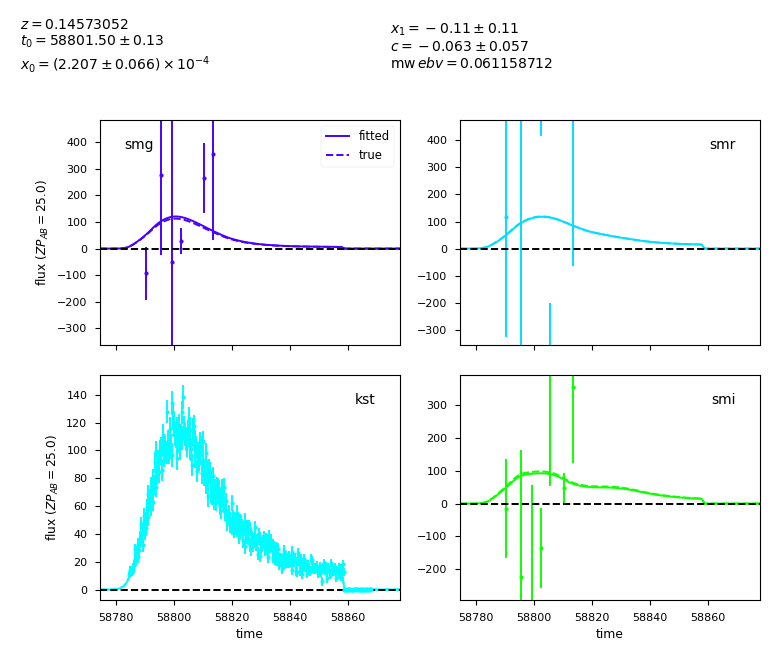 z = 0.14573052
t₀ = 58801.50 ± 0.13
x₀ = (2.207 ± 0.066) × 10⁻⁴
x₁ = −0.11 ± 0.11
c = −0.063 ± 0.057
mw ebv = 0.061158712
smg
fitted
true
400
300
200
100
0
−100
−200
−300
flux (ZP_AB = 25.0)
smr
400
300
200
100
0
−100
−200
−300
kst
140
120
100
80
60
40
20
0
flux (ZP_AB = 25.0)
58780 58800 58820 58840 58860
time
smi
300
200
100
0
−100
−200
58780 58800 58820 58840 58860
time